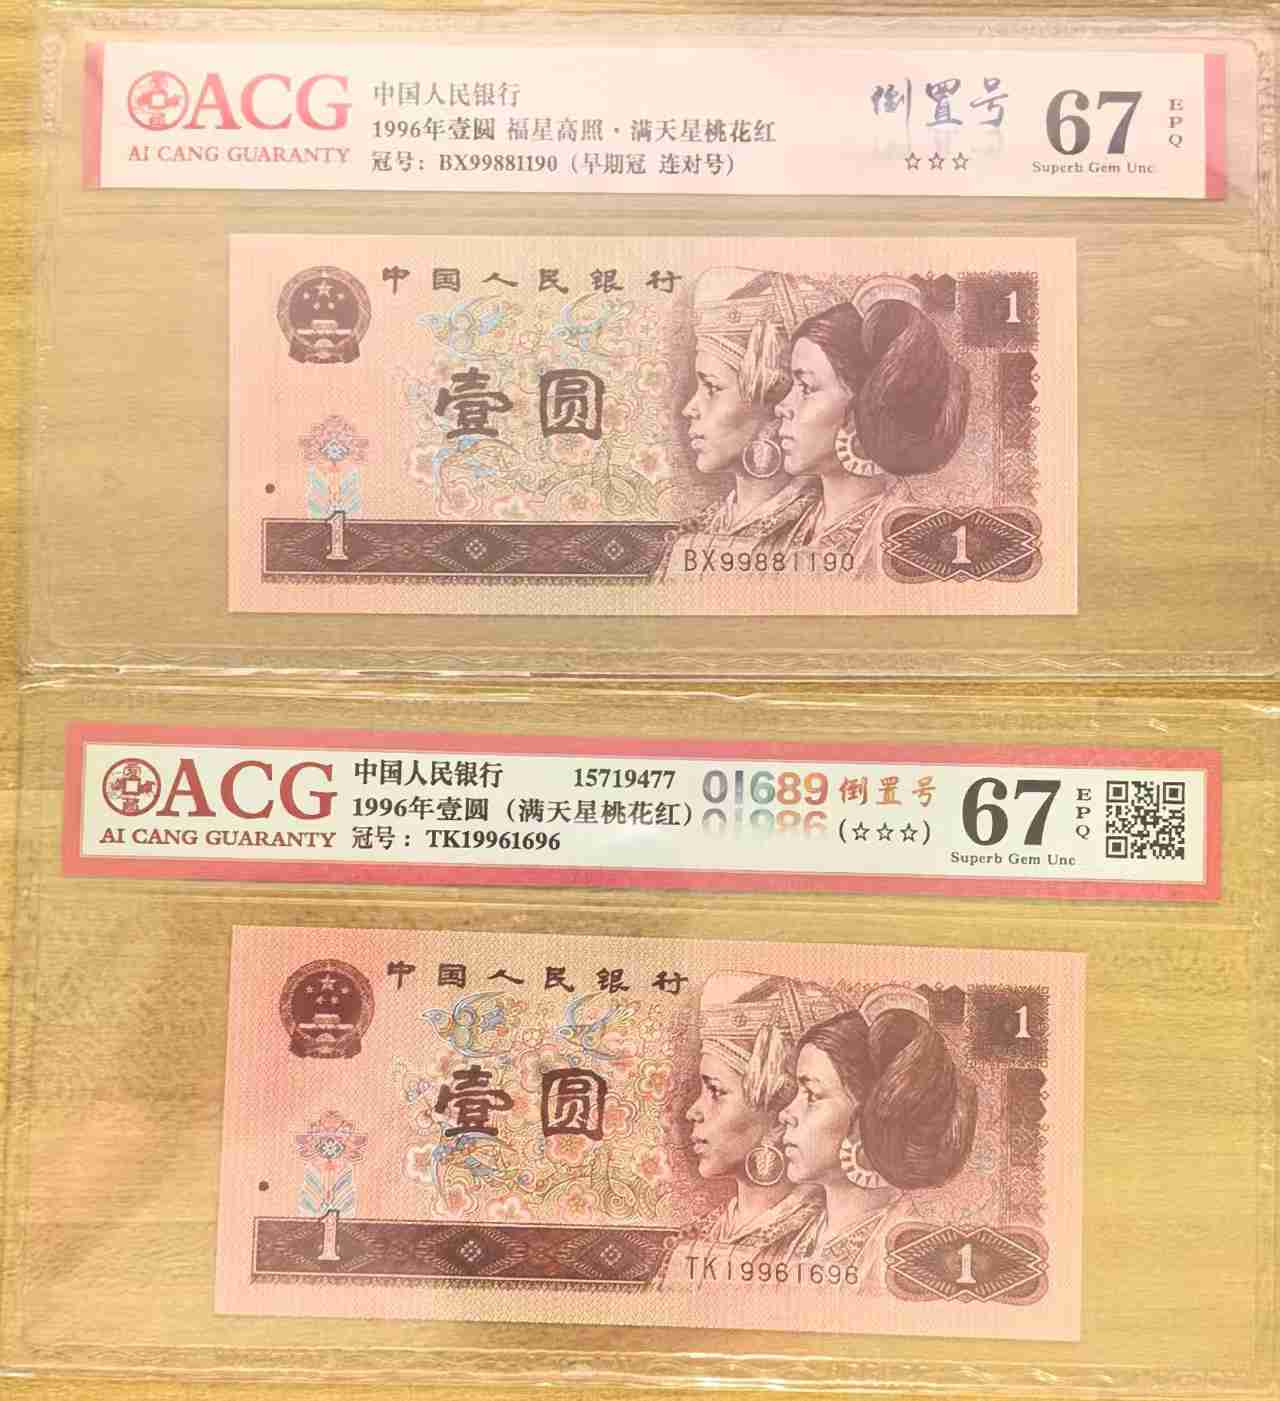 ACG
AI CANG GUARANTY
中国人民银行
1996年壹圆 福星高照·满天星桃花红
冠号：BX99881190（早期冠 连对号）
倒置号
☆☆☆
67
EPQ
Superb Gem Unc
中国人民银行
1
壹圆
1
BX99881190
1
ACG
AI CANG GUARANTY
中国人民银行 15719477
1996年壹圆（满天星桃花红）
冠号：TK19961696
01689 倒置号
(☆☆☆)
67
EPQ
Superb Gem Unc
中国人民银行
1
壹圆
1
TK19961696
1